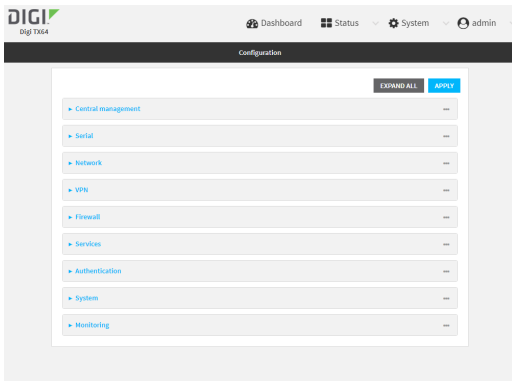 DIGI
Digi TX64
Dashboard Status System admin
Configuration
EXPAND ALL APPLY
Central management
Serial
Network
VPN
Firewall
Services
Authentication
System
Monitoring